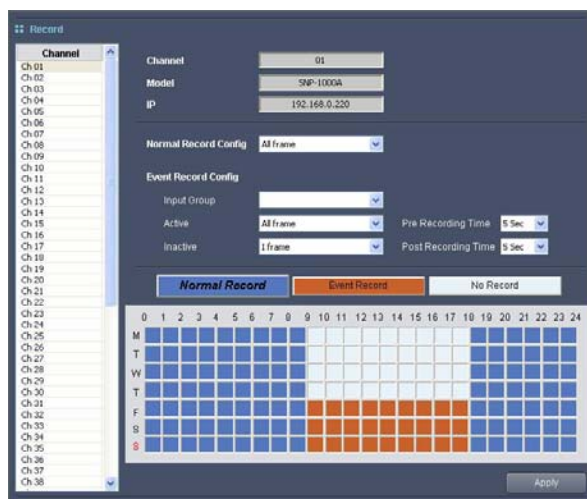 Record
Channel
Ch 01
Ch 02
Ch 03
Ch 04
Ch 05
Ch 06
Ch 07
Ch 08
Ch 09
Ch 10
Ch 11
Ch 12
Ch 13
Ch 14
Ch 15
Ch 16
Ch 17
Ch 18
Ch 19
Ch 20
Ch 21
Ch 22
Ch 23
Ch 24
Ch 25
Ch 26
Ch 27
Ch 28
Ch 29
Ch 30
Ch 31
Ch 32
Ch 33
Ch 34
Ch 35
Ch 36
Ch 37
Ch 38
Channel 01
Model SNP-1000A
IP 192.168.0.220
Normal Record Config All frame
Event Record Config
Input Group
Active All frame Pre Recording Time 5 Sec
Inactive I frame Post Recording Time 5 Sec
Normal Record Event Record No Record
0 1 2 3 4 5 6 7 8 9 10 11 12 13 14 15 16 17 18 19 20 21 22 23 24
M
T
W
T
F
S
S
Apply